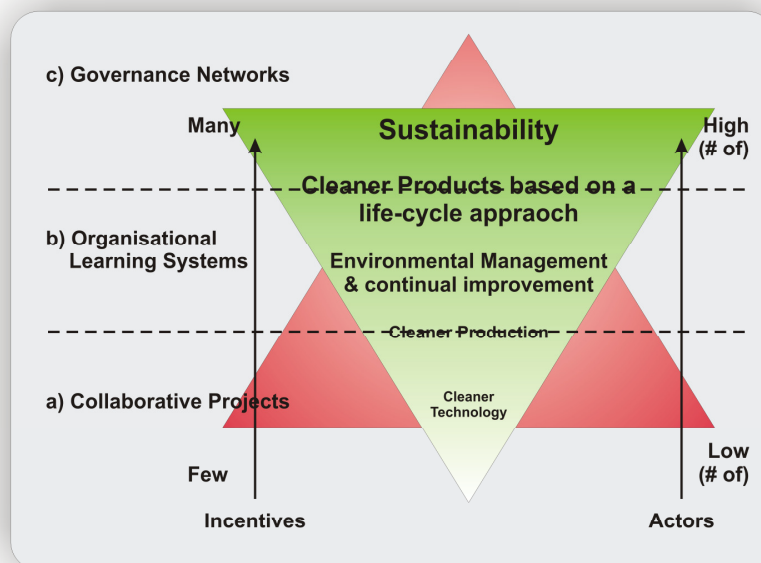 c) Governance Networks
Many
Sustainability
High
(# of)
Cleaner Products based on a
life-cycle appraoch
b) Organisational
Learning Systems
Environmental Management
& continual improvement
Cleaner Production
a) Collaborative Projects
Cleaner
Technology
Few
Low
(# of)
Incentives
Actors